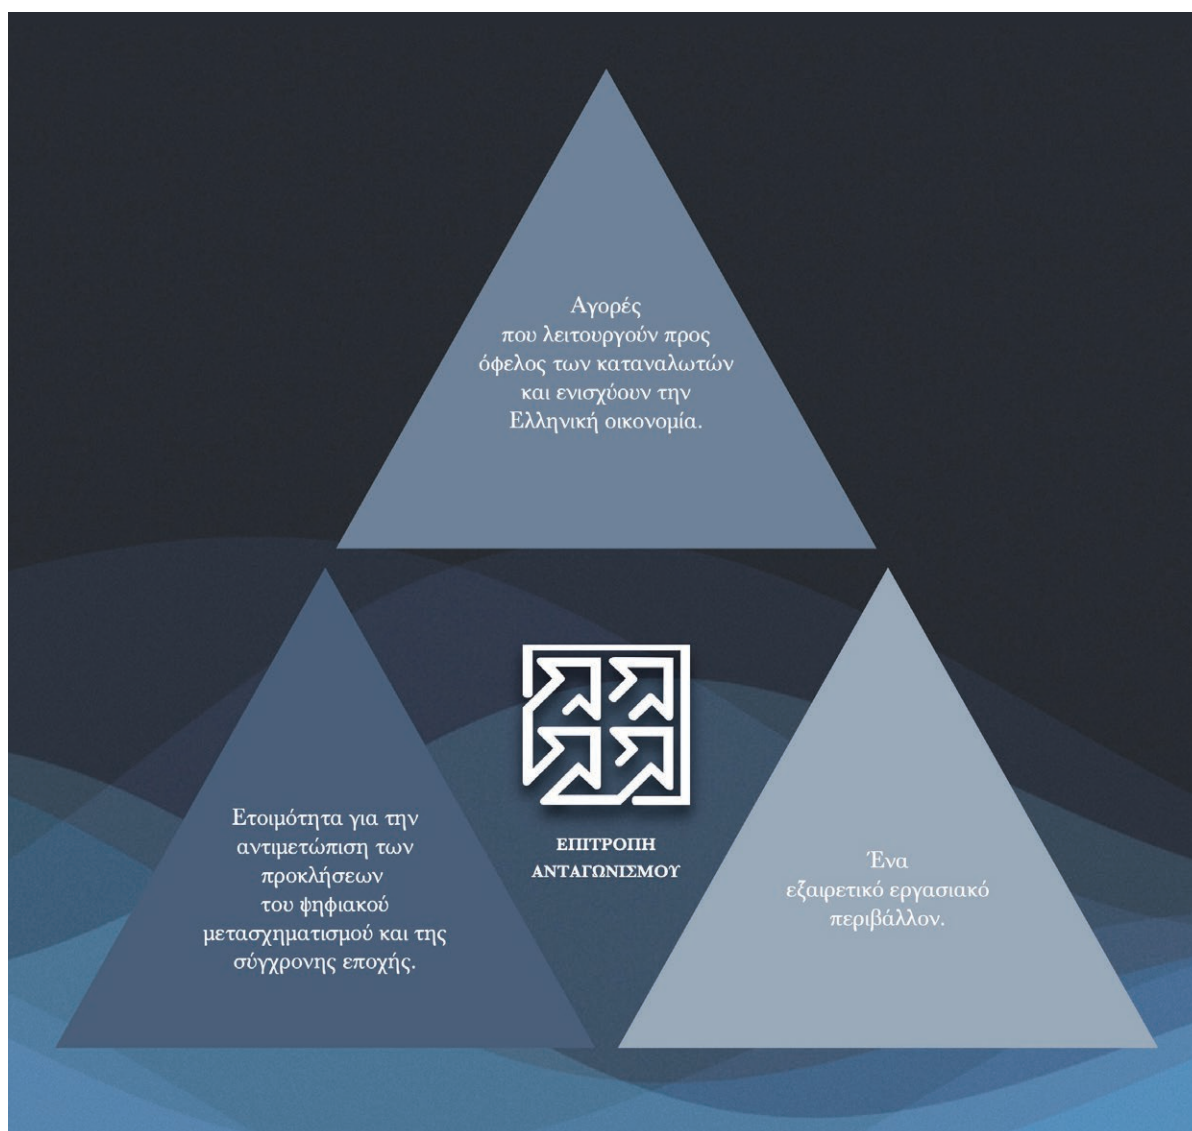 Αγορές
που λειτουργούν προς
όφελος των καταναλωτών
και ενισχύουν την
Ελληνική οικονομία.
Ετοιμότητα για την
αντιμετώπιση των
προκλήσεων
του ψηφιακού
μετασχηματισμού και της
σύγχρονης εποχής.
ΕΠΙΤΡΟΠΗ
ΑΝΤΑΓΩΝΙΣΜΟΥ
Ένα
εξαιρετικό εργασιακό
περιβάλλον.